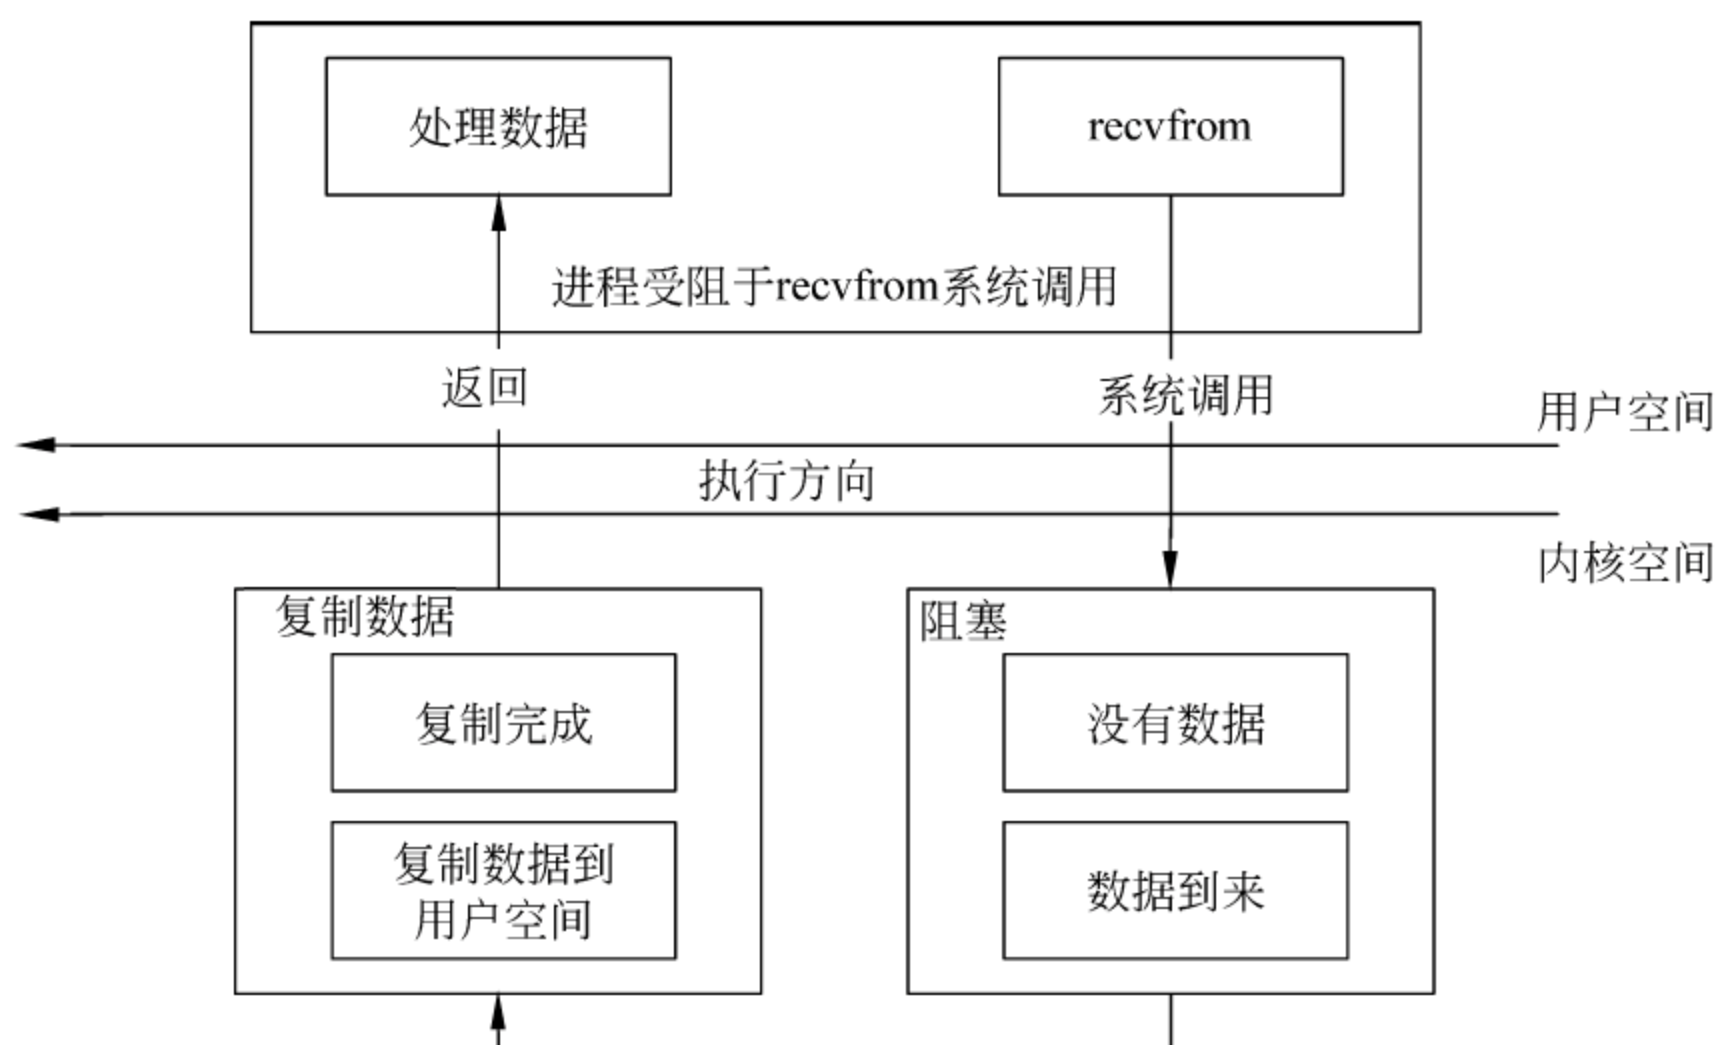 处理数据
recvfrom
进程受阻于recvfrom系统调用
返回
系统调用
用户空间
执行方向
内核空间
复制数据
阻塞
复制完成
没有数据
复制数据到
用户空间
数据到来